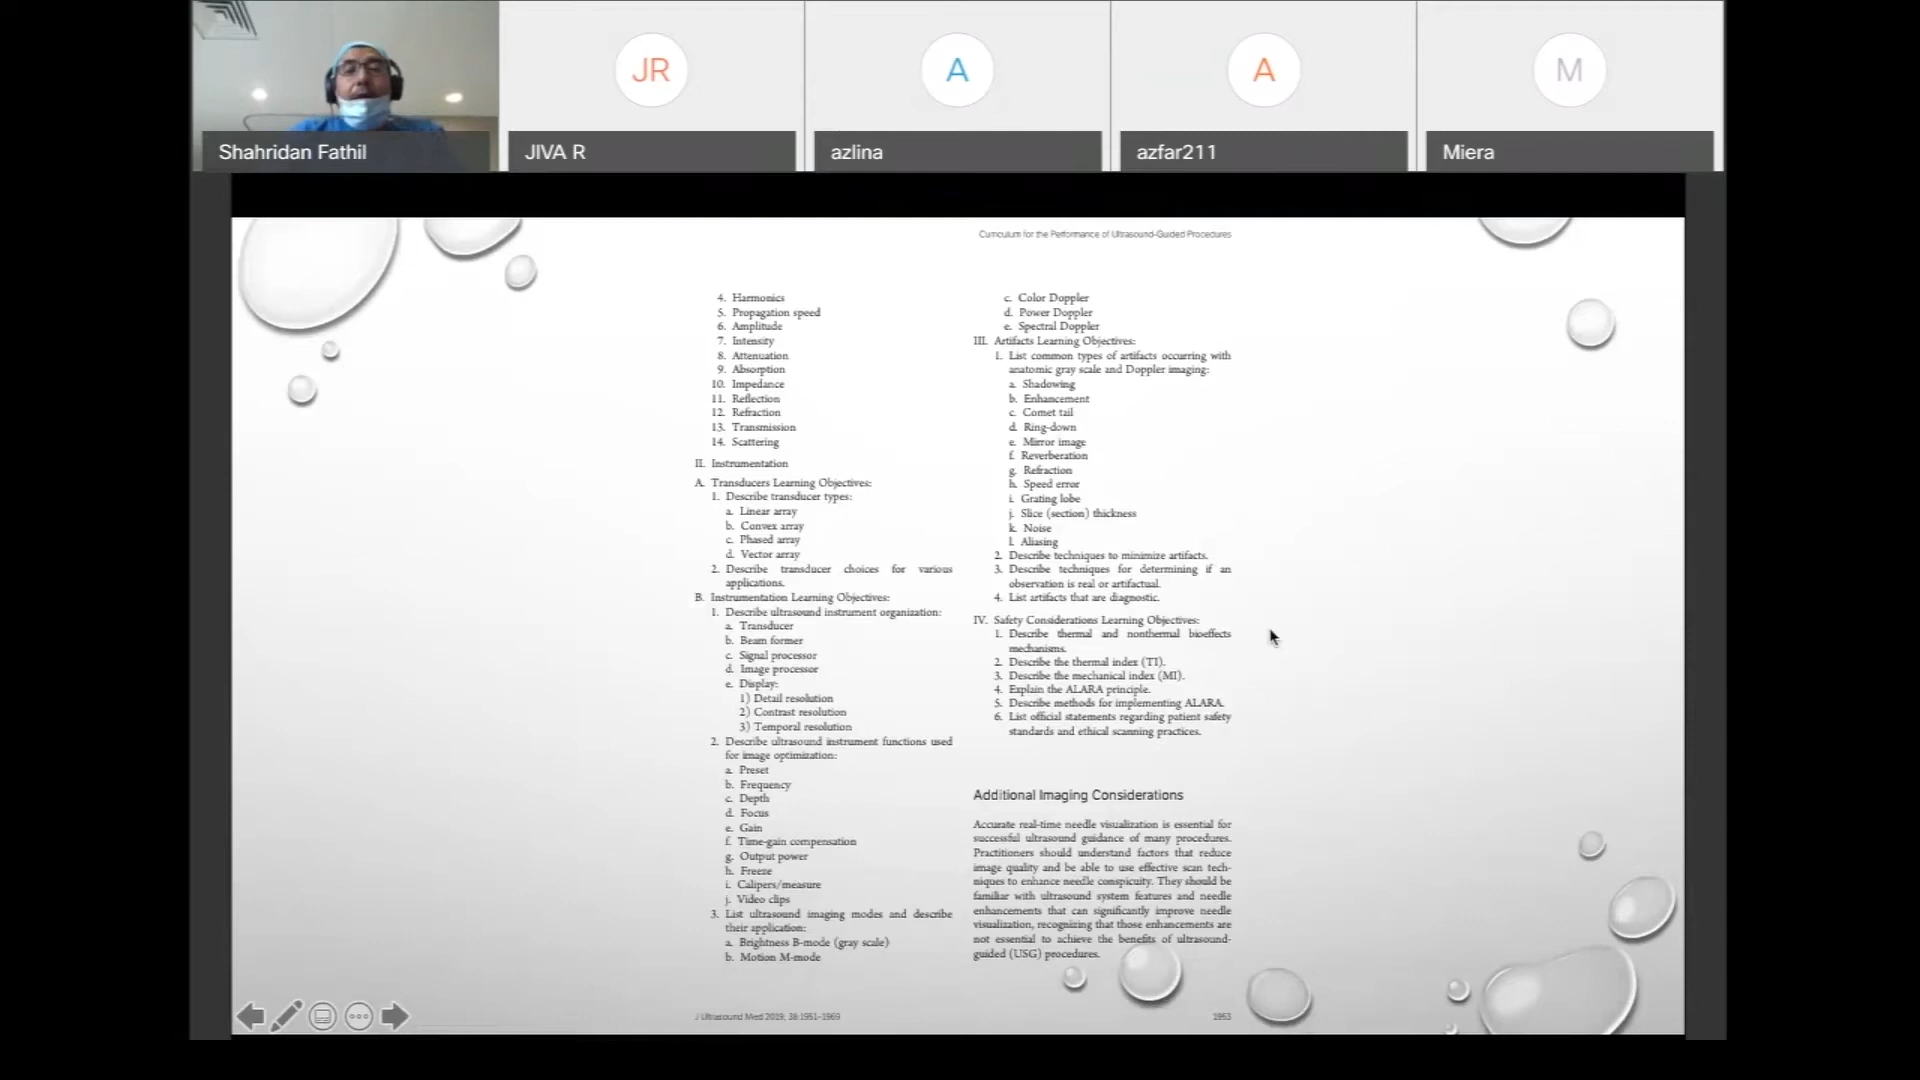 JR
A
A
M
Shahridan Fathil
JIVA R
azlina
azfar211
Miera
Curriculum for the Performance of Ultrasound-Guided Procedures
4. Harmonics
5. Propagation speed
6. Amplitude
7. Intensity
8. Attenuation
9. Absorption
10. Impedance
11. Reflection
12. Refraction
13. Transmission
14. Scattering
II. Instrumentation
A. Transducers Learning Objectives:
1. Describe transducer types:
a. Linear array
b. Convex array
c. Phased array
d. Vector array
2. Describe transducer choices for various
applications.
B. Instrumentation Learning Objectives:
1. Describe ultrasound instrument organization:
a. Transducer
b. Beam former
c. Signal processor
d. Image processor
e. Display:
1) Detail resolution
2) Contrast resolution
3) Temporal resolution
2. Describe ultrasound instrument functions used
for image optimization:
a. Preset
b. Frequency
c. Depth
d. Focus
e. Gain
f. Time-gain compensation
g. Output power
h. Freeze
i. Calipers/measure
j. Video clips
3. List ultrasound imaging modes and describe
their application:
a. Brightness B-mode (gray scale)
b. Motion M-mode
c. Color Doppler
d. Power Doppler
e. Spectral Doppler
III. Artifacts Learning Objectives:
1. List common types of artifacts occurring with
anatomic gray scale and Doppler imaging:
a. Shadowing
b. Enhancement
c. Comet tail
d. Ring-down
e. Mirror image
f. Reverberation
g. Refraction
h. Speed error
i. Grating lobe
j. Slice (section) thickness
k. Noise
l. Aliasing
2. Describe techniques to minimize artifacts.
3. Describe techniques for determining if an
observation is real or artifactual.
4. List artifacts that are diagnostic.
IV. Safety Considerations Learning Objectives:
1. Describe thermal and nonthermal bioeffects
mechanisms.
2. Describe the thermal index (TI).
3. Describe the mechanical index (MI).
4. Explain the ALARA principle.
5. Describe methods for implementing ALARA.
6. List official statements regarding patient safety
standards and ethical scanning practices.
Additional Imaging Considerations
Accurate real-time needle visualization is essential for
successful ultrasound guidance of many procedures.
Practitioners should understand factors that reduce
image quality and be able to use effective scan tech-
niques to enhance needle conspicuity. They should be
familiar with ultrasound system features and needle
enhancements that can significantly improve needle
visualization, recognizing that those enhancements are
not essential to achieve the benefits of ultrasound-
guided (USG) procedures.
J Ultrasound Med 2019; 38:1951–1969
1953